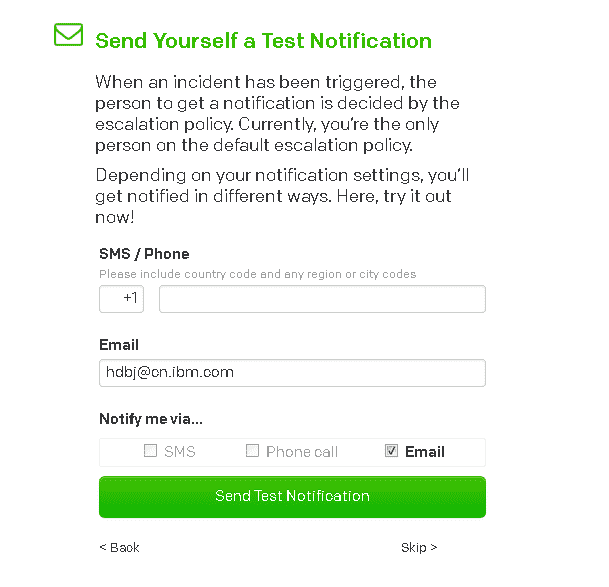 Send Yourself a Test Notification
When an incident has been triggered, the
person to get a notification is decided by the
escalation policy. Currently, you're the only
person on the default escalation policy.
Depending on your notification settings, you'll
get notified in different ways. Here, try it out
now!
SMS / Phone
Please include country code and any region or city codes
+1
Email
hdbj@cn.ibm.com
Notify me via...
SMS Phone call Email
Send Test Notification
< Back Skip >